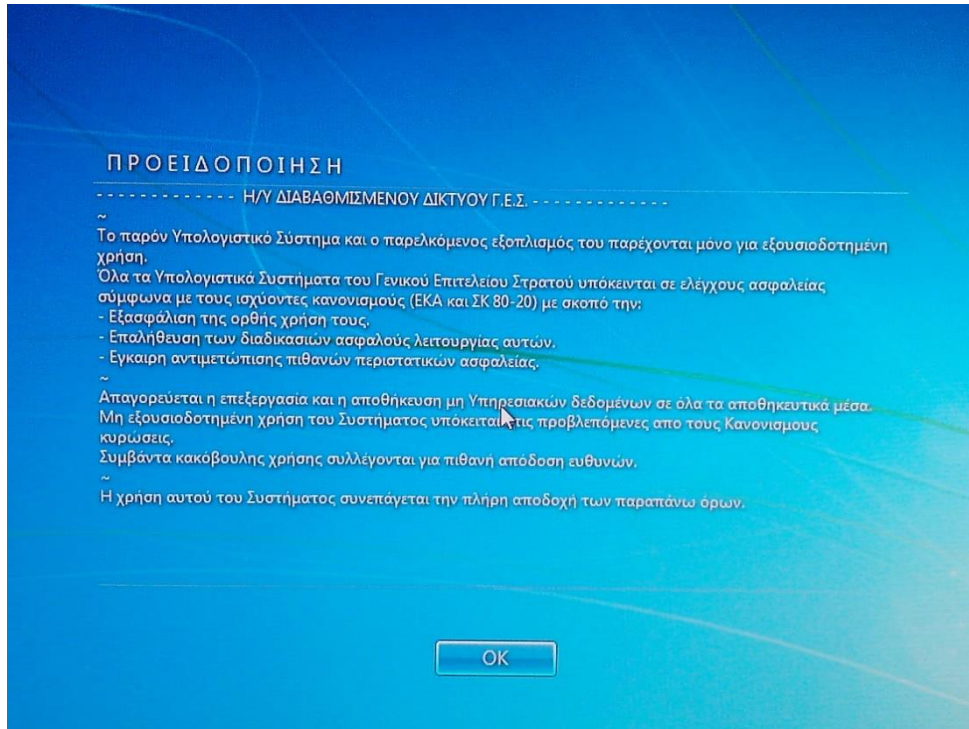 ΠΡΟΕΙΔΟΠΟΙΗΣΗ
- - - - - - - - - - - - - Η/Υ ΔΙΑΒΑΘΜΙΣΜΕΝΟΥ ΔΙΚΤΥΟΥ Γ.Ε.Σ. - - - - - - - - - - - - -
~
Το παρόν Υπολογιστικό Σύστημα και ο παρελκόμενος εξοπλισμός του παρέχονται μόνο για εξουσιοδοτημένη
χρήση.
Όλα τα Υπολογιστικά Συστήματα του Γενικού Επιτελείου Στρατού υπόκεινται σε ελέγχους ασφαλείας
σύμφωνα με τους ισχύοντες κανονισμούς (ΕΚΑ και ΣΚ 80-20) με σκοπό την:
- Εξασφάλιση της ορθής χρήση τους.
- Επαλήθευση των διαδικασιών ασφαλούς λειτουργίας αυτών.
- Εγκαιρη αντιμετώπισης πιθανών περιστατικών ασφαλείας.
~
Απαγορεύεται η επεξεργασία και η αποθήκευση μη Υπηρεσιακών δεδομένων σε όλα τα αποθηκευτικά μέσα.
Μη εξουσιοδοτημένη χρήση του Συστήματος υπόκειται στις προβλεπόμενες απο τους Κανονισμους
κυρώσεις.
Συμβάντα κακόβουλης χρήσης συλλέγονται για πιθανή απόδοση ευθυνών.
~
Η χρήση αυτού του Συστήματος συνεπάγεται την πλήρη αποδοχή των παραπάνω όρων.
OK